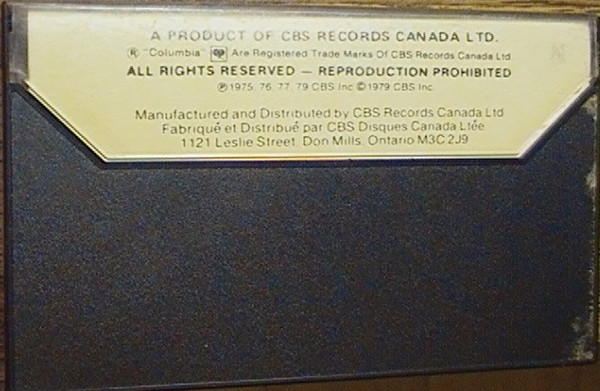 A PRODUCT OF CBS RECORDS CANADA LTD.
® "Columbia" Are Registered Trade Marks Of CBS Records Canada Ltd.
ALL RIGHTS RESERVED — REPRODUCTION PROHIBITED
℗ 1975, 76, 77, 79 CBS Inc. © 1979 CBS Inc.
Manufactured and Distributed by CBS Records Canada Ltd
Fabriqué et Distribué par CBS Disques Canada Ltée
1121 Leslie Street, Don Mills, Ontario M3C 2J9